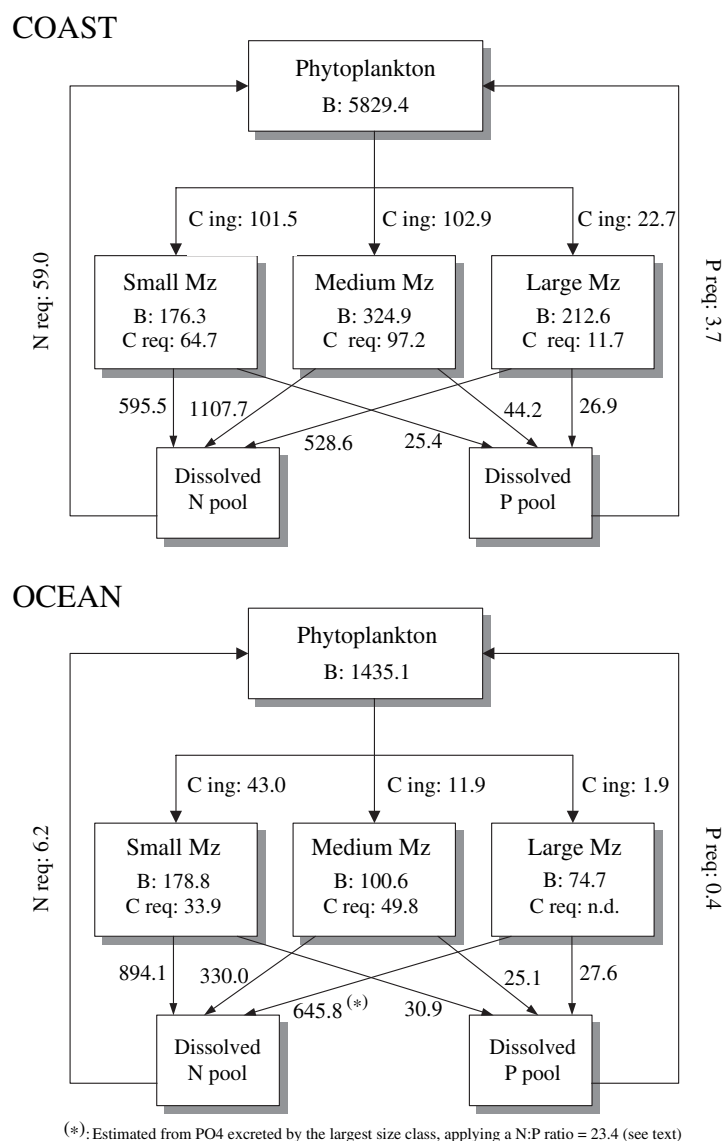 COAST
Phytoplankton
B: 5829.4
C ing: 101.5
C ing: 102.9
C ing: 22.7
N req: 59.0
P req: 3.7
Small Mz
B: 176.3
C req: 64.7
Medium Mz
B: 324.9
C req: 97.2
Large Mz
B: 212.6
C req: 11.7
595.5
1107.7
528.6
25.4
44.2
26.9
Dissolved
N pool
Dissolved
P pool
OCEAN
Phytoplankton
B: 1435.1
C ing: 43.0
C ing: 11.9
C ing: 1.9
N req: 6.2
P req: 0.4
Small Mz
B: 178.8
C req: 33.9
Medium Mz
B: 100.6
C req: 49.8
Large Mz
B: 74.7
C req: n.d.
894.1
330.0
645.8 (*)
30.9
25.1
27.6
Dissolved
N pool
Dissolved
P pool
(*): Estimated from PO4 excreted by the largest size class, applying a N:P ratio = 23.4 (see text)